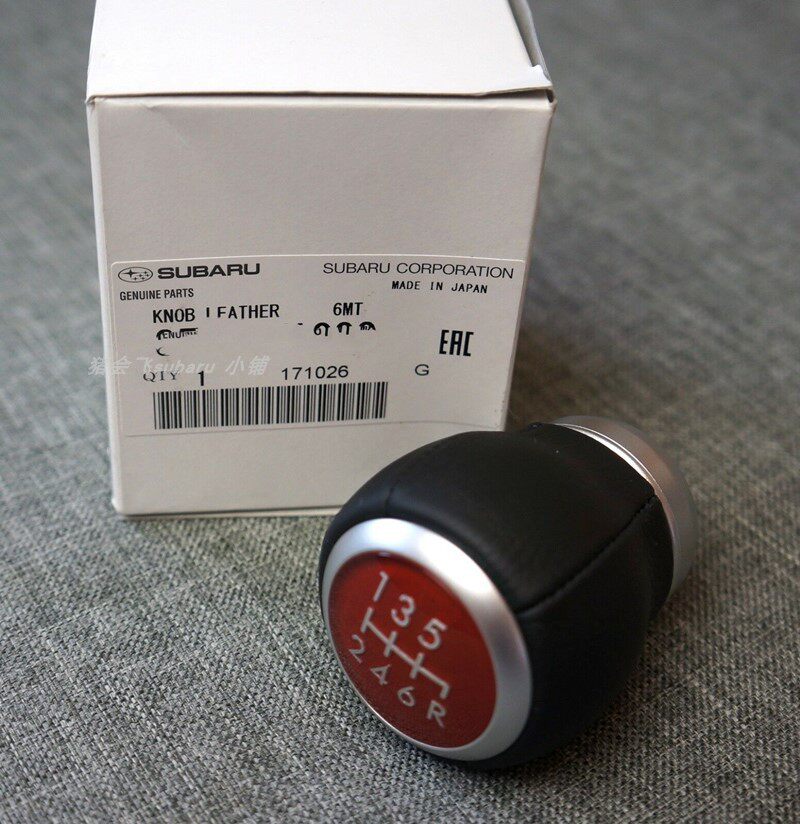 SUBARU SUBARU CORPORATION
GENUINE PARTS MADE IN JAPAN
KNOB LEATHER 6MT
EAC
subaru 小铺
QTY 1 171026 G
1 3 5
2 4 6 R